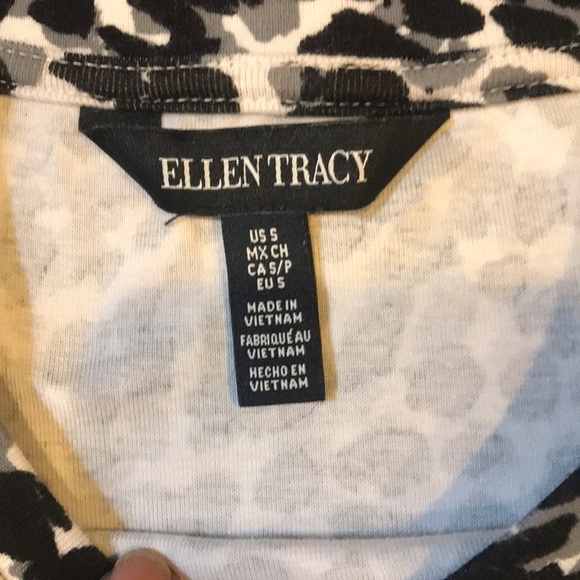 ELLEN TRACY
US S
MX CH
CA S/P
EU S
MADE IN
VIETNAM
FABRIQUÉ AU
VIETNAM
HECHO EN
VIETNAM